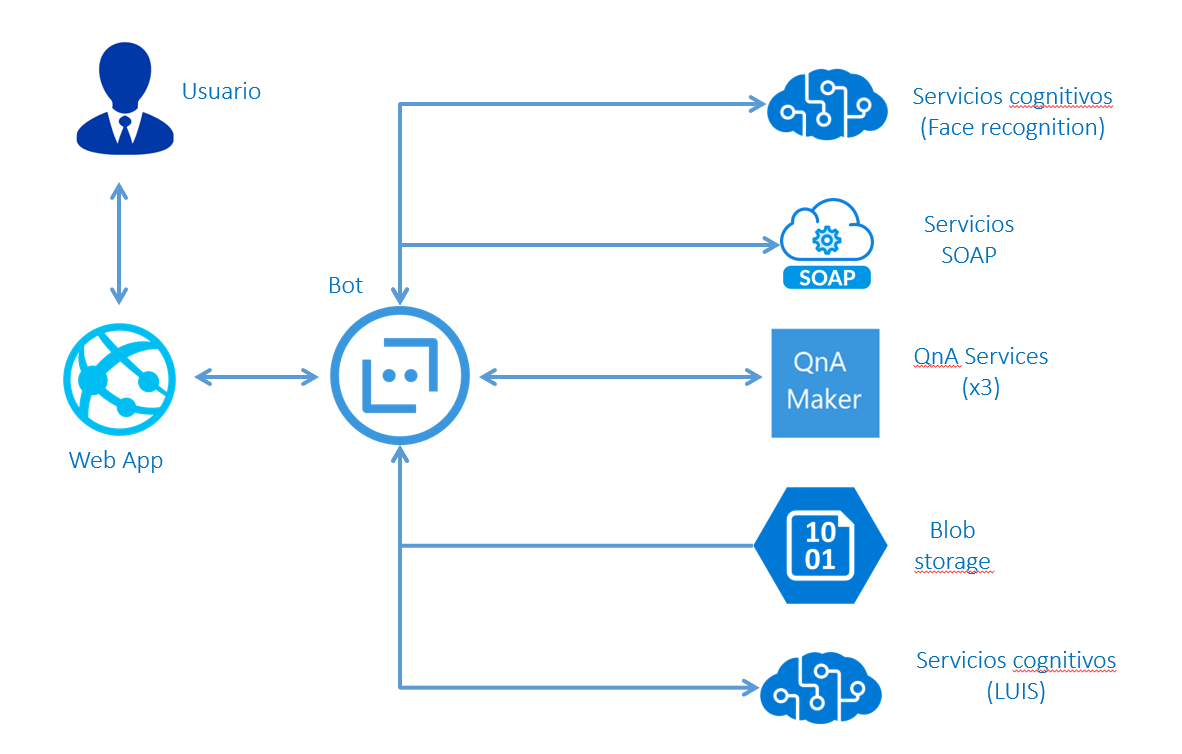 Usuario
Servicios cognitivos
(Face recognition)
Servicios
SOAP
SOAP
Bot
QnA
Maker
QnA Services
(x3)
Web App
10
01
Blob
storage
Servicios cognitivos
(LUIS)